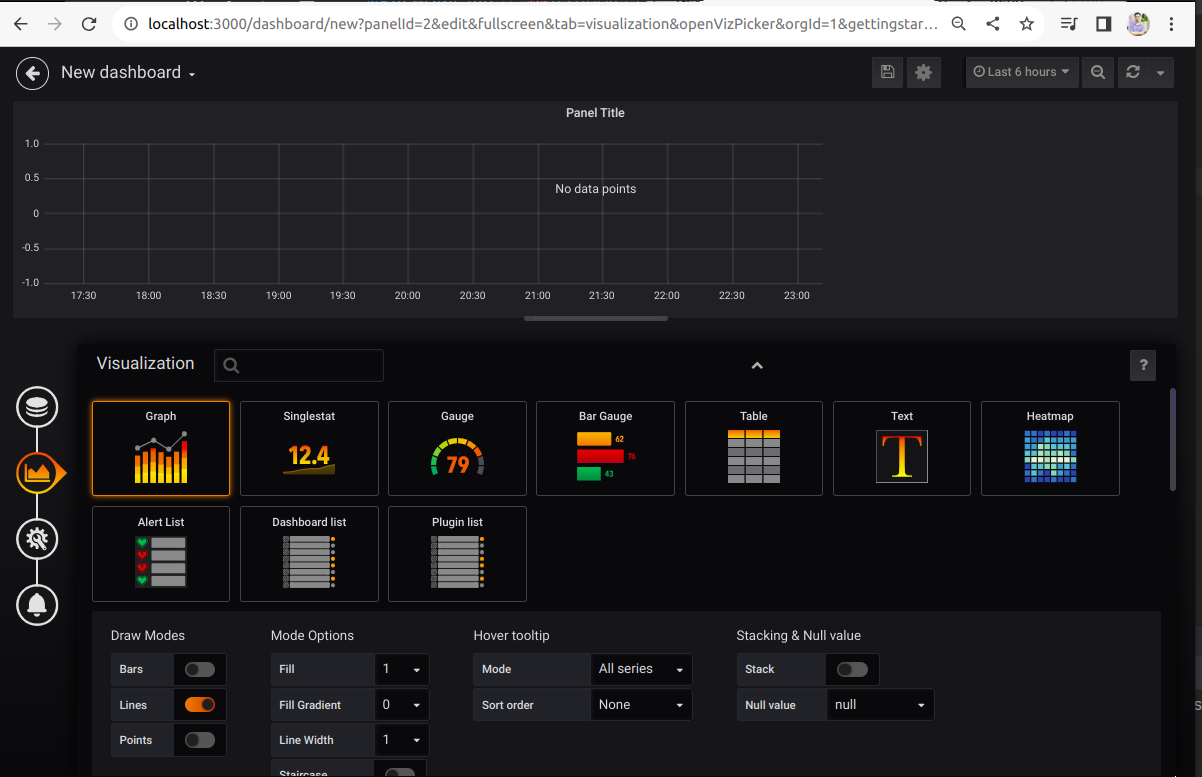 localhost:3000/dashboard/new?panelId=2&edit&fullscreen&tab=visualization&openVizPicker&orgId=1&gettingstar...
New dashboard
Last 6 hours
Panel Title
1.0
0.5
No data points
0
-0.5
-1.0
17:30 18:00 18:30 19:00 19:30 20:00 20:30 21:00 21:30 22:00 22:30 23:00
Visualization
?
Graph Singlestat Gauge Bar Gauge Table Text Heatmap
12.4 79 62 76 43 T
Alert List Dashboard list Plugin list
Draw Modes Mode Options Hover tooltip Stacking & Null value
Bars Fill 1 Mode All series Stack
Lines Fill Gradient 0 Sort order None Null value null
Points Line Width 1
Staircase